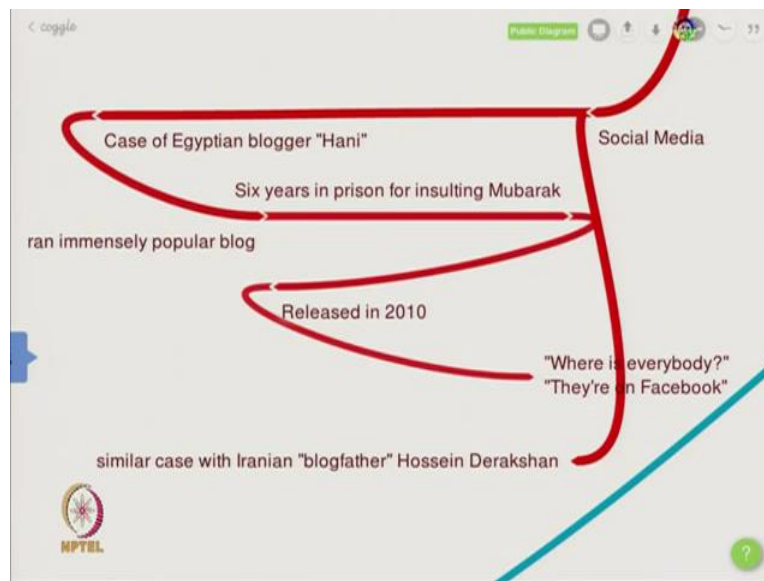 coggle
Public Diagram
Case of Egyptian blogger "Hani"
Social Media
Six years in prison for insulting Mubarak
ran immensely popular blog
Released in 2010
"Where is everybody?"
"They're on Facebook"
similar case with Iranian "blogfather" Hossein Derakshan
NPTEL
?